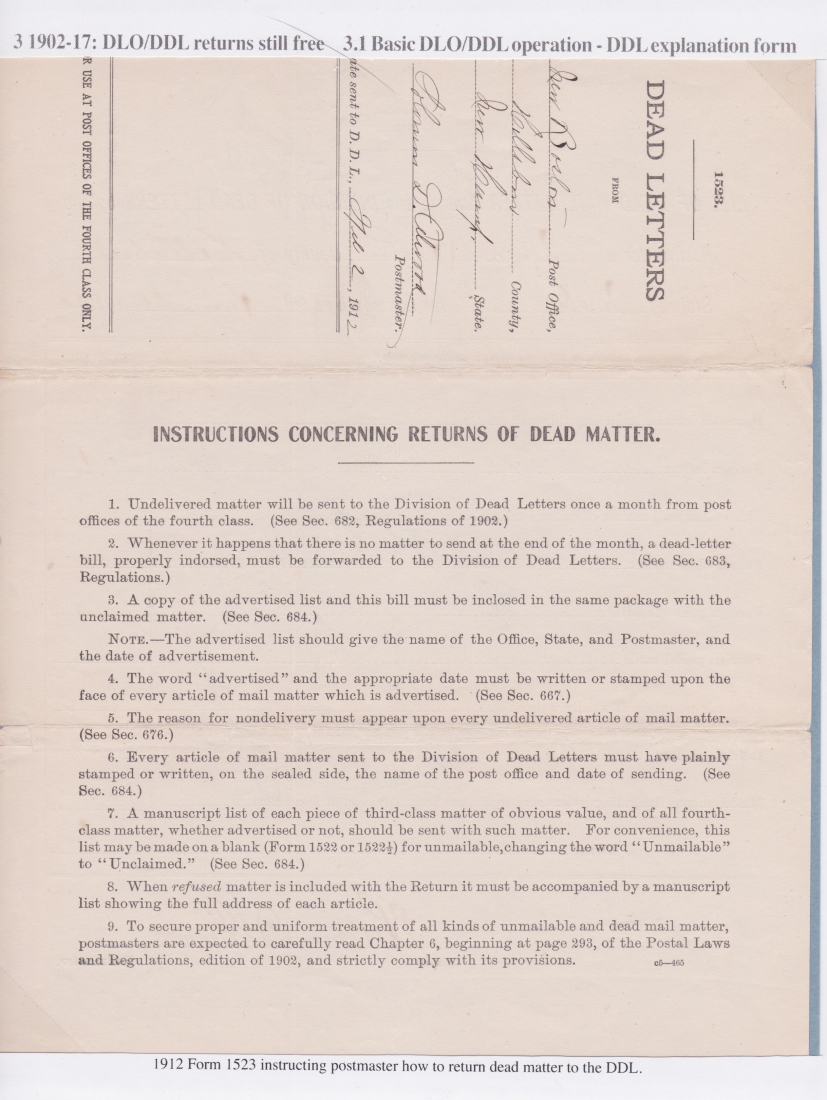 3 1902-17: DLO/DDL returns still free    3.1 Basic DLO/DDL operation - DDL explanation form
1523.
DEAD LETTERS
FROM
New Boston Post Office,
Hillsboro County,
New Hamp. State.
Postmaster.
ate sent to D. D. L., 2, 1912
R USE AT POST OFFICES OF THE FOURTH CLASS ONLY.
INSTRUCTIONS CONCERNING RETURNS OF DEAD MATTER.
1. Undelivered matter will be sent to the Division of Dead Letters once a month from post
offices of the fourth class. (See Sec. 682, Regulations of 1902.)
2. Whenever it happens that there is no matter to send at the end of the month, a dead-letter
bill, properly indorsed, must be forwarded to the Division of Dead Letters. (See Sec. 683,
Regulations.)
3. A copy of the advertised list and this bill must be inclosed in the same package with the
unclaimed matter. (See Sec. 684.)
NOTE.—The advertised list should give the name of the Office, State, and Postmaster, and
the date of advertisement.
4. The word "advertised" and the appropriate date must be written or stamped upon the
face of every article of mail matter which is advertised. (See Sec. 667.)
5. The reason for nondelivery must appear upon every undelivered article of mail matter.
(See Sec. 676.)
6. Every article of mail matter sent to the Division of Dead Letters must have plainly
stamped or written, on the sealed side, the name of the post office and date of sending. (See
Sec. 684.)
7. A manuscript list of each piece of third-class matter of obvious value, and of all fourth-
class matter, whether advertised or not, should be sent with such matter. For convenience, this
list may be made on a blank (Form 1522 or 1522½) for unmailable, changing the word "Unmailable"
to "Unclaimed." (See Sec. 684.)
8. When refused matter is included with the Return it must be accompanied by a manuscript
list showing the full address of each article.
9. To secure proper and uniform treatment of all kinds of unmailable and dead mail matter,
postmasters are expected to carefully read Chapter 6, beginning at page 293, of the Postal Laws
and Regulations, edition of 1902, and strictly comply with its provisions.
c5—465
1912 Form 1523 instructing postmaster how to return dead matter to the DDL.